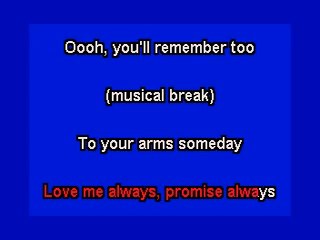 Oooh, you'll remember too
(musical break)
To your arms someday
Love me always, promise always